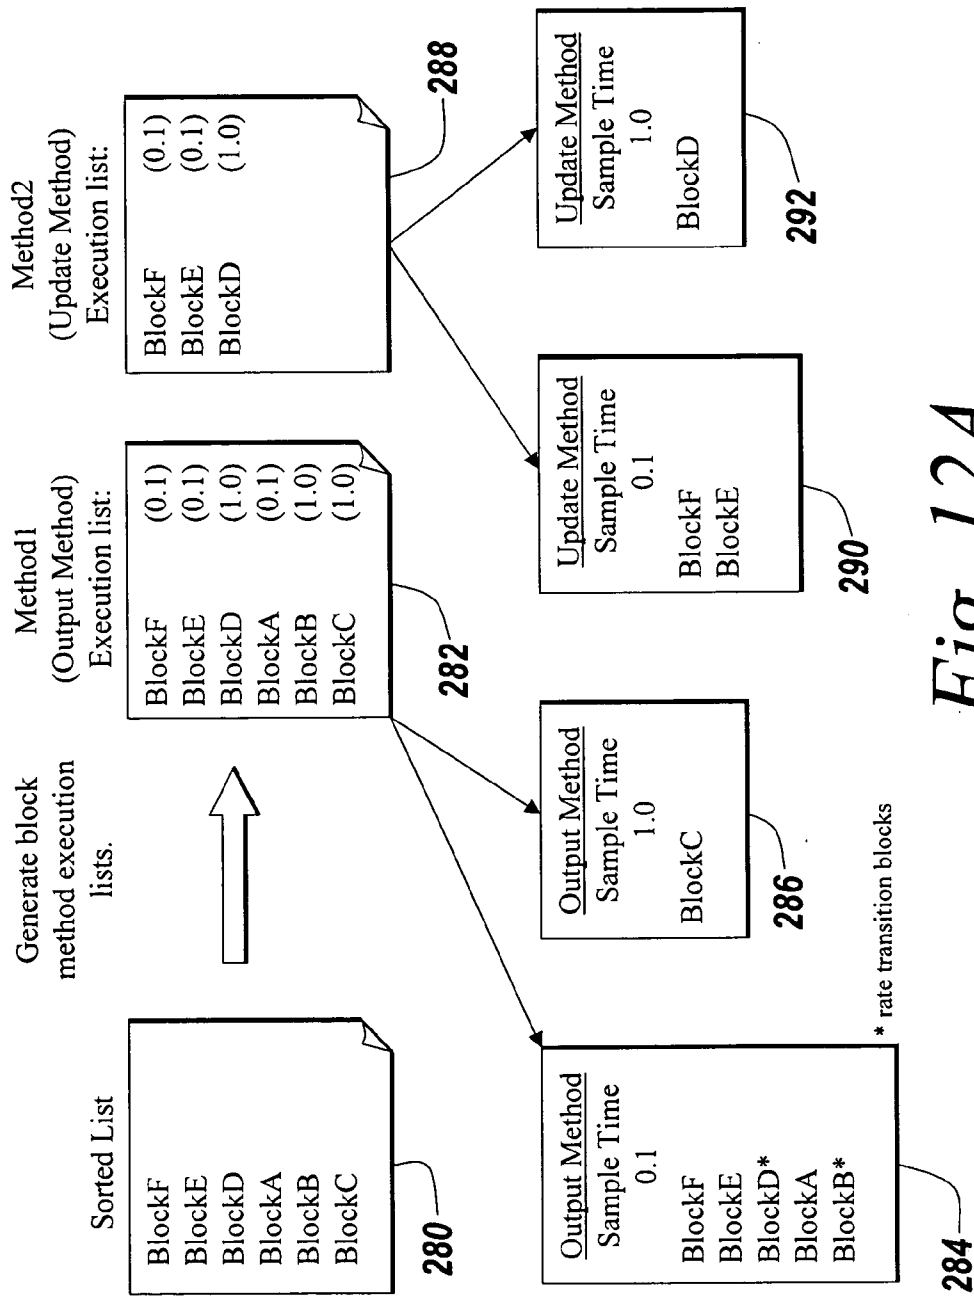 Sorted List
BlockF
BlockE
BlockD
BlockA
BlockB
BlockC
280
Generate block
method execution
lists.
Method1
(Output Method)
Execution list:
BlockF (0.1)
BlockE (0.1)
BlockD (1.0)
BlockA (0.1)
BlockB (1.0)
BlockC (1.0)
282
Method2
(Update Method)
Execution list:
BlockF (0.1)
BlockE (0.1)
BlockD (1.0)
288
Output Method
Sample Time
0.1
BlockF
BlockE
BlockD*
BlockA
BlockB*
284
* rate transition blocks
Output Method
Sample Time
1.0
BlockC
286
Update Method
Sample Time
0.1
BlockF
BlockE
290
Update Method
Sample Time
1.0
BlockD
292
Fig. 12A